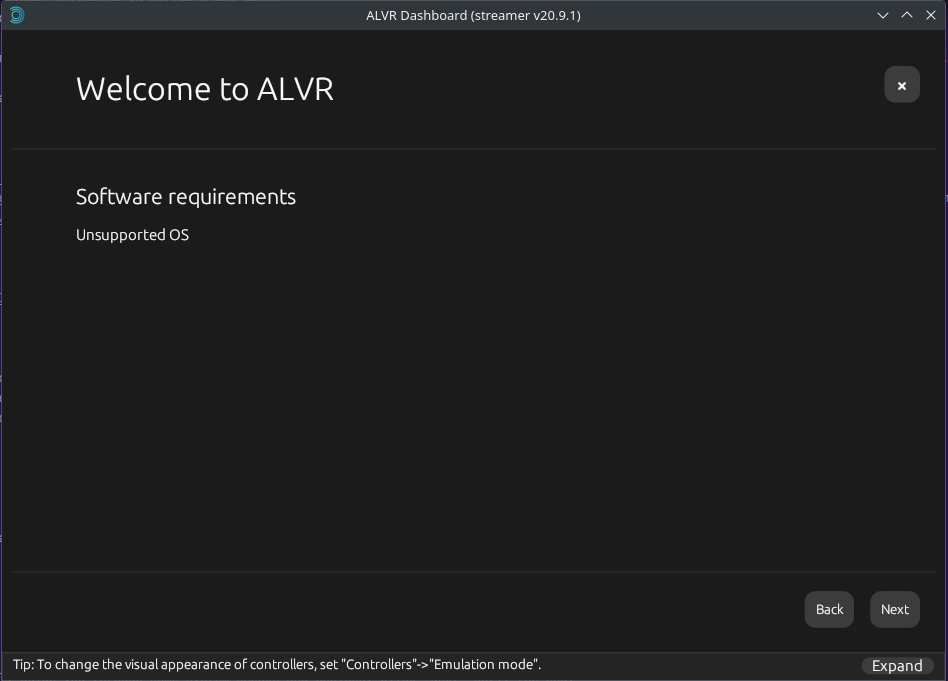 ALVR Dashboard (streamer v20.9.1)
Welcome to ALVR
Software requirements
Unsupported OS
Back Next
Tip: To change the visual appearance of controllers, set "Controllers"->"Emulation mode". Expand